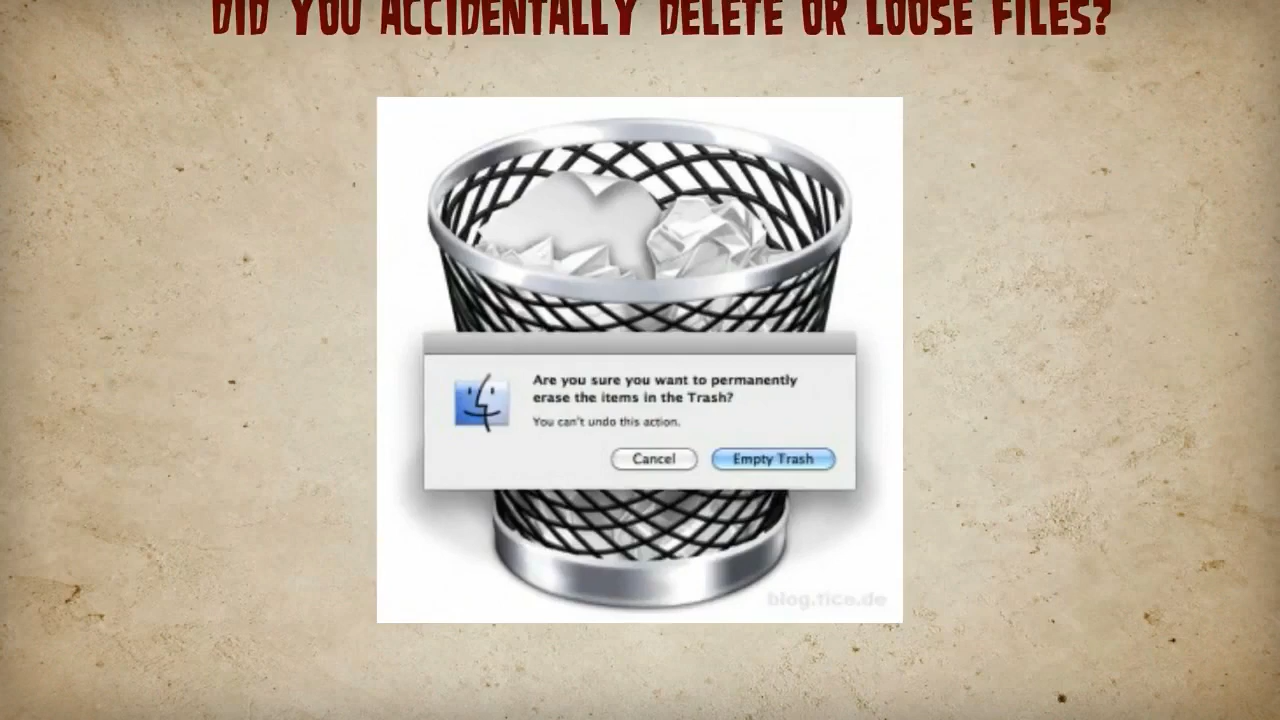 DID YOU ACCIDENTALLY DELETE OR LOOSE FILES?
Are you sure you want to permanently
erase the items in the Trash?
You can't undo this action.
Cancel Empty Trash
blog.fice.de